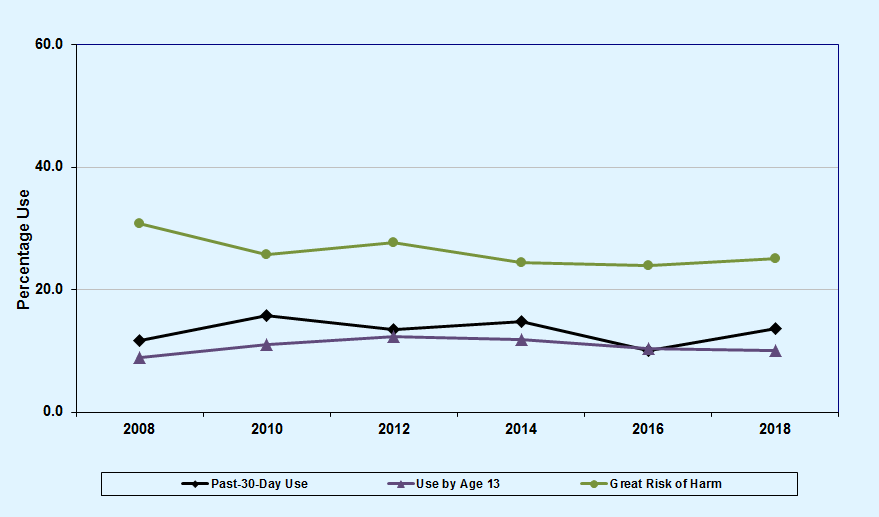 60.0
40.0
20.0
0.0
Percentage Use
2008 2010 2012 2014 2016 2018
Past-30-Day Use Use by Age 13 Great Risk of Harm